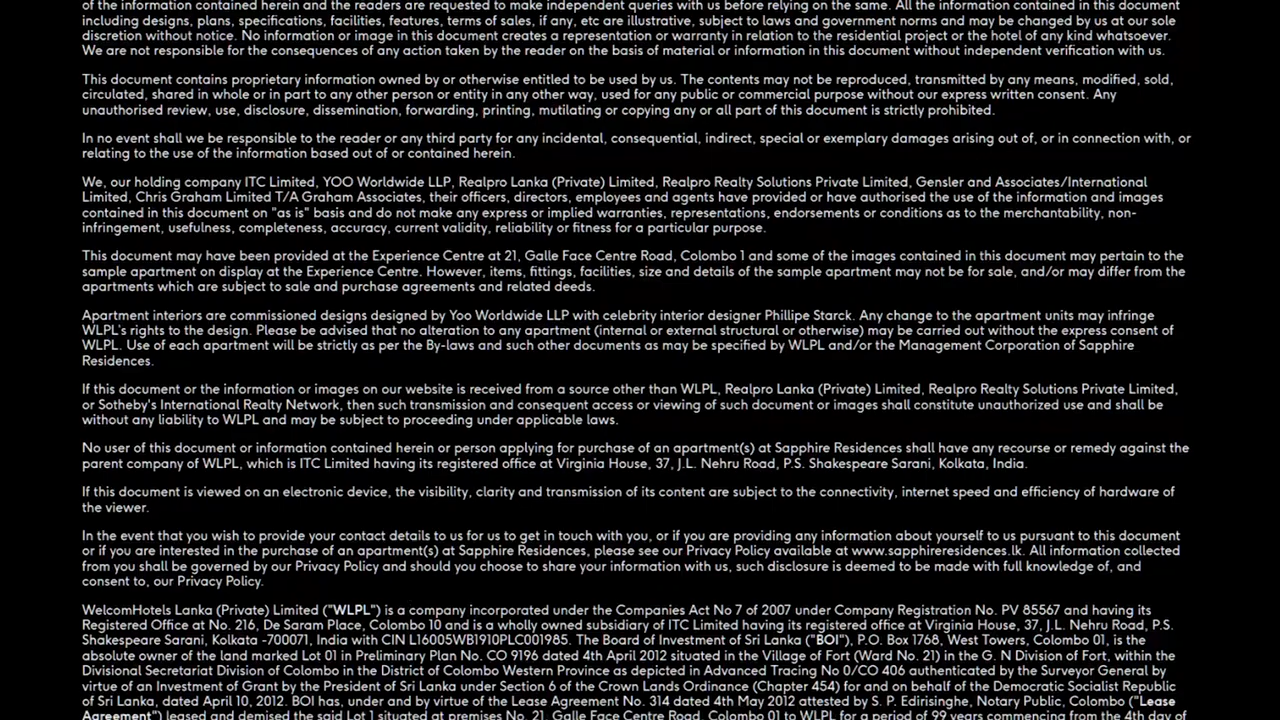 of the information contained herein and the readers are requested to make independent queries with us before relying on the same. All the information contained in this document
including designs, plans, specifications, facilities, features, terms of sales, if any, etc are illustrative, subject to laws and government norms and may be changed by us at our sole
discretion without notice. No information or image in this document creates a representation or warranty in relation to the residential project or the hotel of any kind whatsoever.
We are not responsible for the consequences of any action taken by the reader on the basis of material or information in this document without independent verification with us.
This document contains proprietary information owned by or otherwise entitled to be used by us. The contents may not be reproduced, transmitted by any means, modified, sold,
circulated, shared in whole or in part to any other person or entity in any other way, used for any public or commercial purpose without our express written consent. Any
unauthorised review, use, disclosure, dissemination, forwarding, printing, mutilating or copying any or all part of this document is strictly prohibited.
In no event shall we be responsible to the reader or any third party for any incidental, consequential, indirect, special or exemplary damages arising out of, or in connection with, or
relating to the use of the information based out of or contained herein.
We, our holding company ITC Limited, YOO Worldwide LLP, Realpro Lanka (Private) Limited, Realpro Realty Solutions Private Limited, Gensler and Associates/International
Limited, Chris Graham Limited T/A Graham Associates, their officers, directors, employees and agents have provided or have authorised the use of the information and images
contained in this document on "as is" basis and do not make any express or implied warranties, representations, endorsements or conditions as to the merchantability, non-
infringement, usefulness, completeness, accuracy, current validity, reliability or fitness for a particular purpose.
This document may have been provided at the Experience Centre at 21, Galle Face Centre Road, Colombo 1 and some of the images contained in this document may pertain to the
sample apartment on display at the Experience Centre. However, items, fittings, facilities, size and details of the sample apartment may not be for sale, and/or may differ from the
apartments which are subject to sale and purchase agreements and related deeds.
Apartment interiors are commissioned designs designed by Yoo Worldwide LLP with celebrity interior designer Phillipe Starck. Any change to the apartment units may infringe
WLPL's rights to the design. Please be advised that no alteration to any apartment (internal or external structural or otherwise) may be carried out without the express consent of
WLPL. Use of each apartment will be strictly as per the By-laws and such other documents as may be specified by WLPL and/or the Management Corporation of Sapphire
Residences.
If this document or the information or images on our website is received from a source other than WLPL, Realpro Lanka (Private) Limited, Realpro Realty Solutions Private Limited,
or Sotheby's International Realty Network, then such transmission and consequent access or viewing of such document or images shall constitute unauthorized use and shall be
without any liability to WLPL and may be subject to proceeding under applicable laws.
No user of this document or information contained herein or person applying for purchase of an apartment(s) at Sapphire Residences shall have any recourse or remedy against the
parent company of WLPL, which is ITC Limited having its registered office at Virginia House, 37, J.L. Nehru Road, P.S. Shakespeare Sarani, Kolkata, India.
If this document is viewed on an electronic device, the visibility, clarity and transmission of its content are subject to the connectivity, internet speed and efficiency of hardware of
the viewer.
In the event that you wish to provide your contact details to us for us to get in touch with you, or if you are providing any information about yourself to us pursuant to this document
or if you are interested in the purchase of an apartment(s) at Sapphire Residences, please see our Privacy Policy available at www.sapphireresidences.lk. All information collected
from you shall be governed by our Privacy Policy and should you choose to share your information with us, such disclosure is deemed to be made with full knowledge of, and
consent to, our Privacy Policy.
WelcomHotels Lanka (Private) Limited ("WLPL") is a company incorporated under the Companies Act No 7 of 2007 under Company Registration No. PV 85567 and having its
Registered Office at No. 216, De Saram Place, Colombo 10 and is a wholly owned subsidiary of ITC Limited having its registered office at Virginia House, 37, J.L. Nehru Road, P.S.
Shakespeare Sarani, Kolkata -700071, India with CIN L16005WB1910PLC001985. The Board of Investment of Sri Lanka ("BOI"), P.O. Box 1768, West Towers, Colombo 01, is the
absolute owner of the land marked Lot 01 in Preliminary Plan No. CO 9196 dated 4th April 2012 situated in the Village of Fort (Ward No. 21) in the G. N Division of Fort, within the
Divisional Secretariat Division of Colombo in the District of Colombo Western Province as depicted in Advanced Tracing No 0/CO 406 authenticated by the Surveyor General by
virtue of an Investment of Grant by the President of Sri Lanka under Section 6 of the Crown Lands Ordinance (Chapter 454) for and on behalf of the Democratic Socialist Republic
of Sri Lanka, dated April 10, 2012. BOI has, under and by virtue of the Lease Agreement No. 314 dated 4th May 2012 attested by S. P. Edirisinghe, Notary Public, Colombo ("Lease
Agreement") leased and demised the said Lot 1 situated at premises No. 21, Galle Face Centre Road, Colombo 01 to WLPL for a period of 99 years commencing from the 4th day of